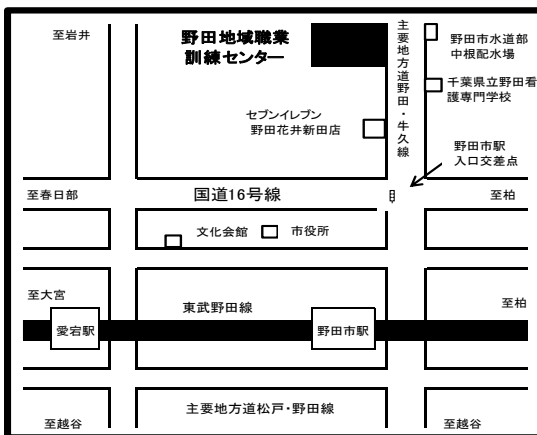 至岩井
野田地域職業
訓練センター
主要地方道野田・牛久線
野田市水道部
中根配水場
千葉県立野田看
護専門学校
セブンイレブン
野田花井新田店
野田市駅
入口交差点
至春日部
国道16号線
至柏
文化会館
市役所
至大宮
東武野田線
至柏
愛宕駅
野田市駅
主要地方道松戸・野田線
至越谷
至越谷